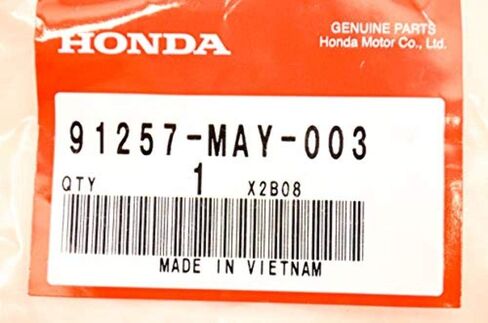 HONDA
GENUINE PARTS
Honda Motor Co., Ltd.
91257-MAY-003
QTY 1 X2B08
MADE IN VIETNAM